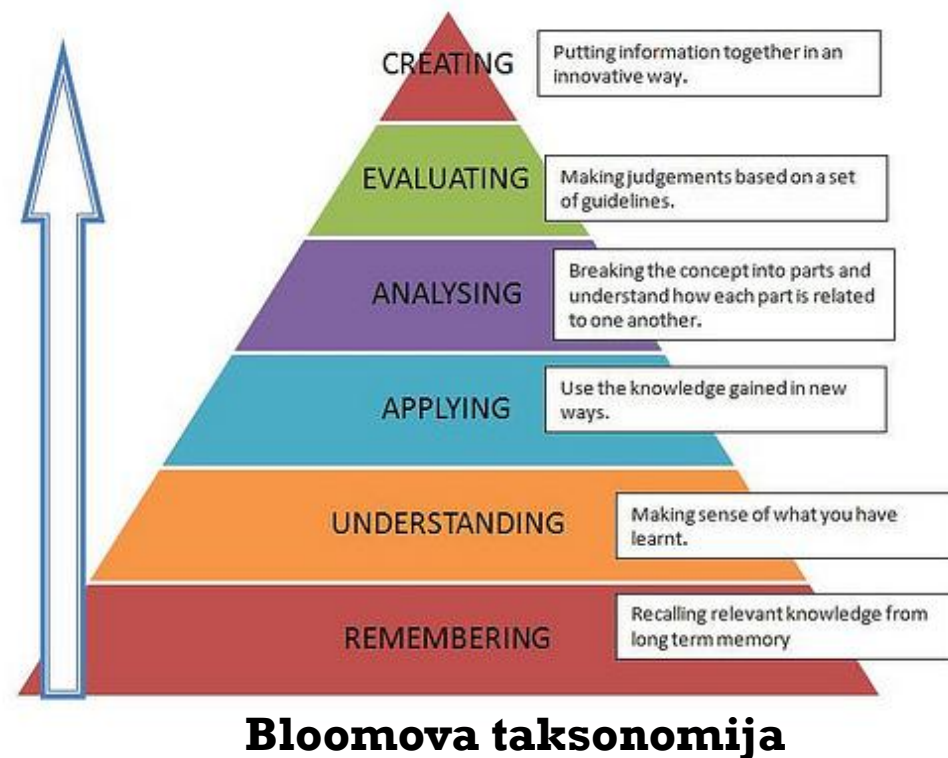 CREATING
Putting information together in an
innovative way.
EVALUATING
Making judgements based on a set
of guidelines.
ANALYSING
Breaking the concept into parts and
understand how each part is related
to one another.
APPLYING
Use the knowledge gained in new
ways.
UNDERSTANDING
Making sense of what you have
learnt.
REMEMBERING
Recalling relevant knowledge from
long term memory
Bloomova taksonomija